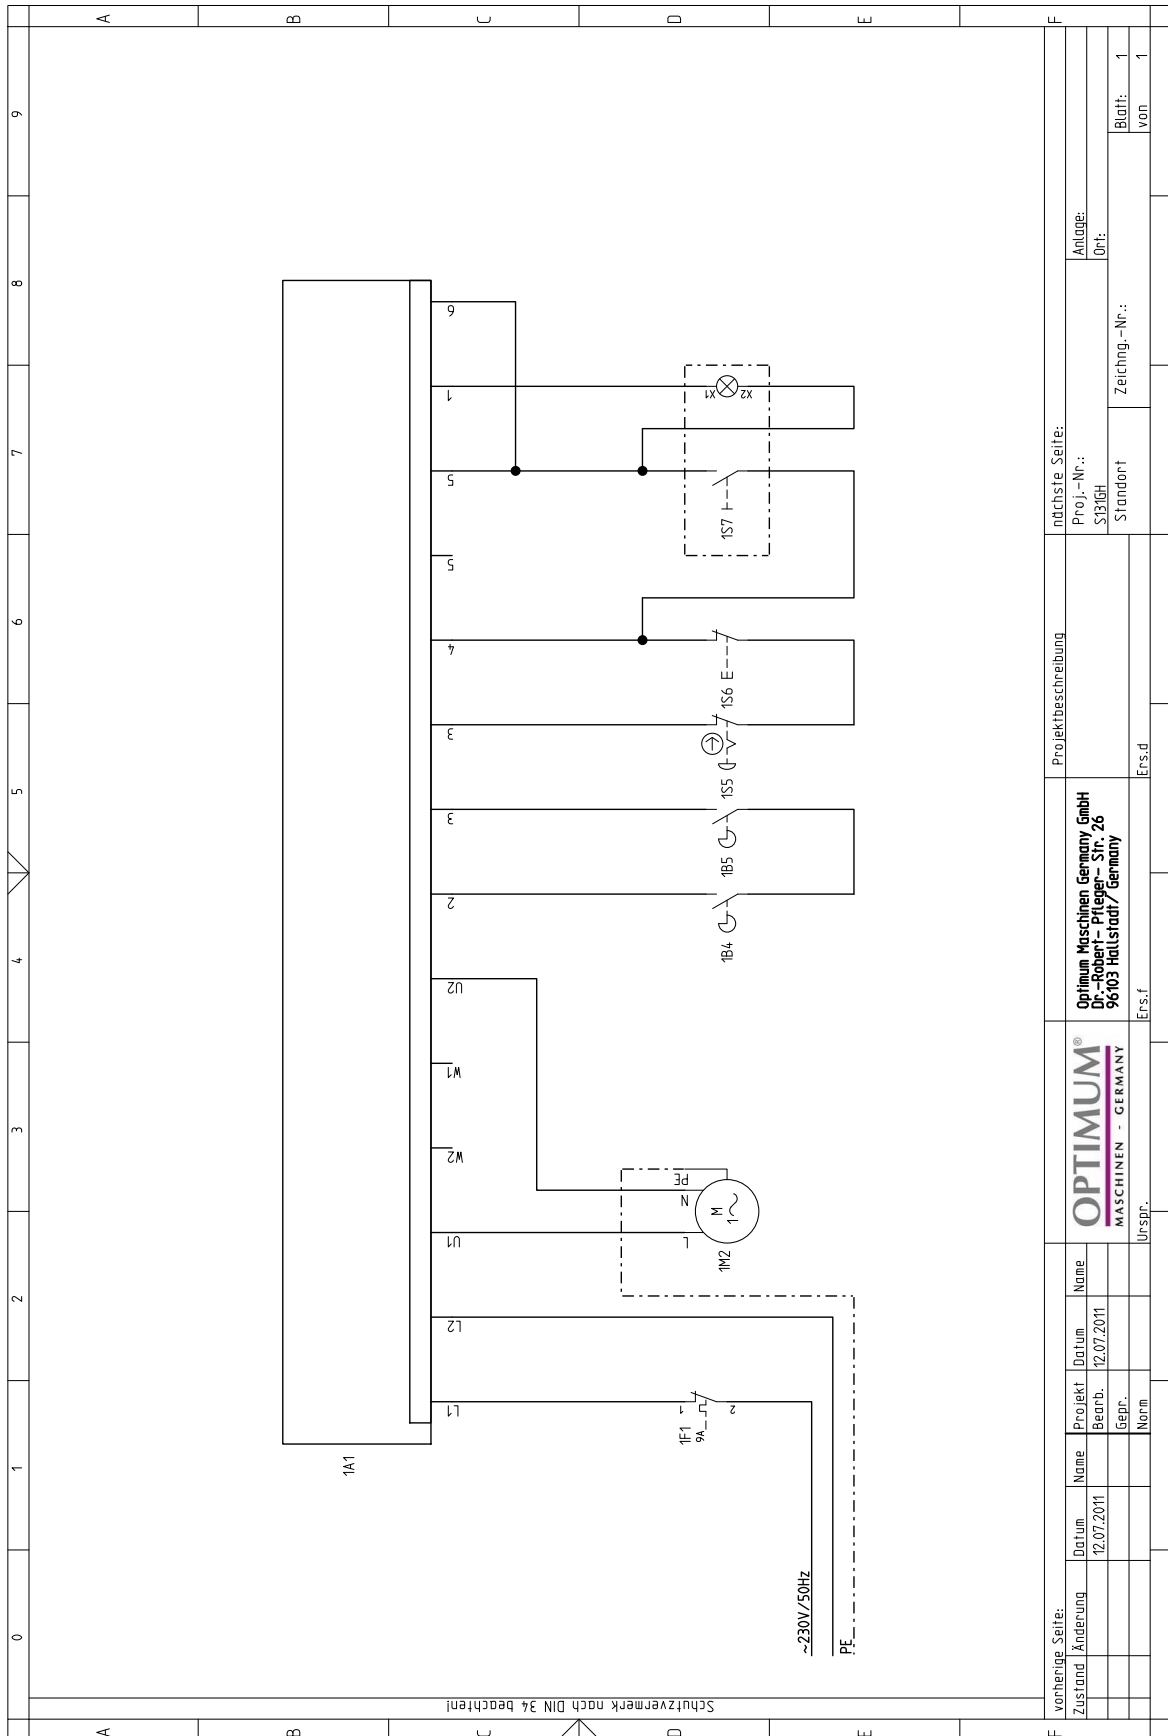 0 1 2 3 4 5 6 7 8 9
A
B
C
D
E
F
A
B
C
D
E
F
Schutzvermerk nach DIN 34 beachten!
1A1
L1
L2
U1
W2
W1
U2
2
3
3
4
5
5
1
6
1F1
9A
1
2
1M2
L
N
PE
M
1
1B4
1B5
1S5
1S6
1S7
X1
X2
~230V/50Hz
PE
vorherige Seite:
nächste Seite:
Zustand Änderung Datum Name Projekt Datum Name
12.07.2011 Bearb. 12.07.2011
Gepr.
Norm
Urspr.
OPTIMUM®
MASCHINEN - GERMANY
Optimum Maschinen Germany GmbH
Dr.-Robert- Pfleger- Str. 26
96103 Hallstadt/ Germany
Ers.f
Ers.d
Projektbeschreibung
Proj.-Nr.:
S131GH
Standort
Anlage:
Ort:
Zeichng.-Nr.:
Blatt: 1
von 1